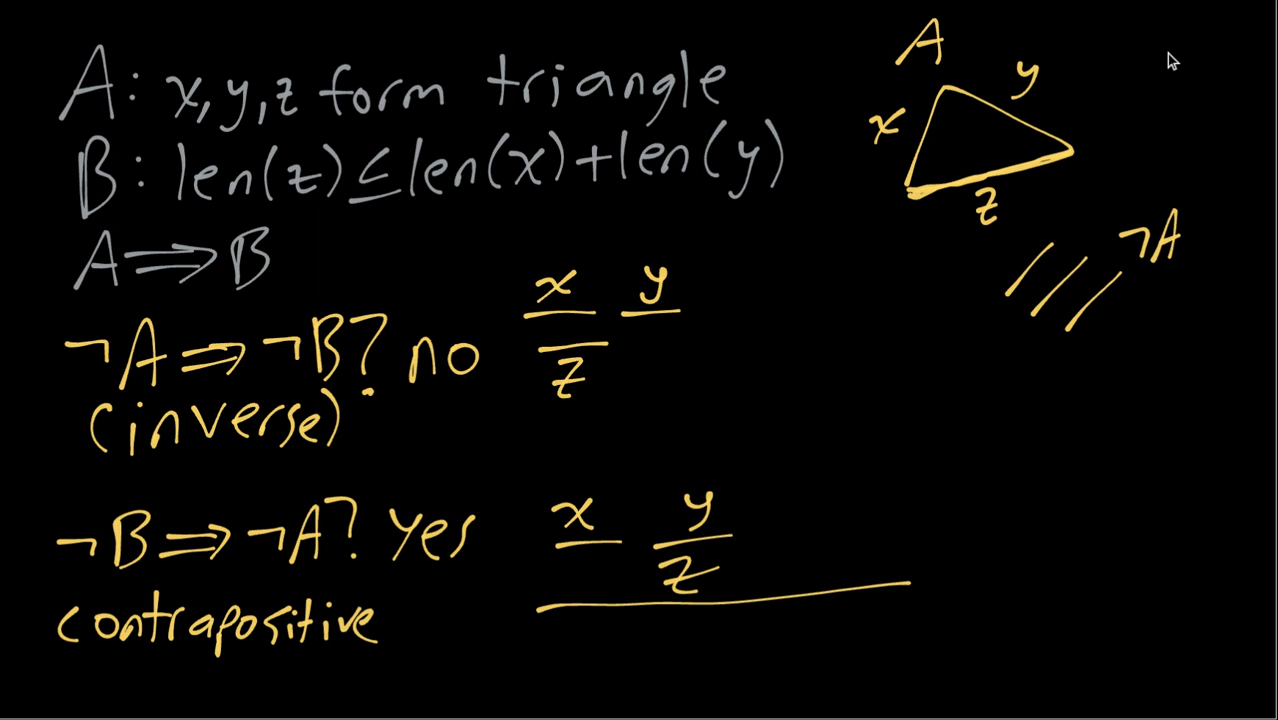 A: x, y, z form triangle
B: len(z) ≤ len(x) + len(y)
A ⟹ B
¬A ⟹ ¬B? no
(inverse)
x y
z
¬B ⟹ ¬A? yes
contrapositive
x y
z
A
x y
z
¬A